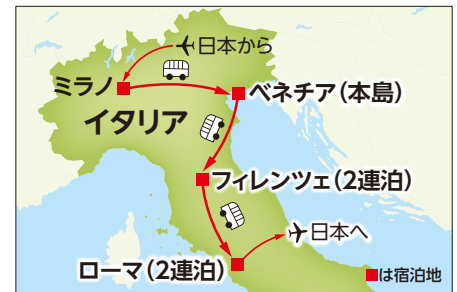 日本から
ミラノ
ベネチア(本島)
イタリア
フィレンツェ(2連泊)
日本へ
ローマ(2連泊)
■は宿泊地